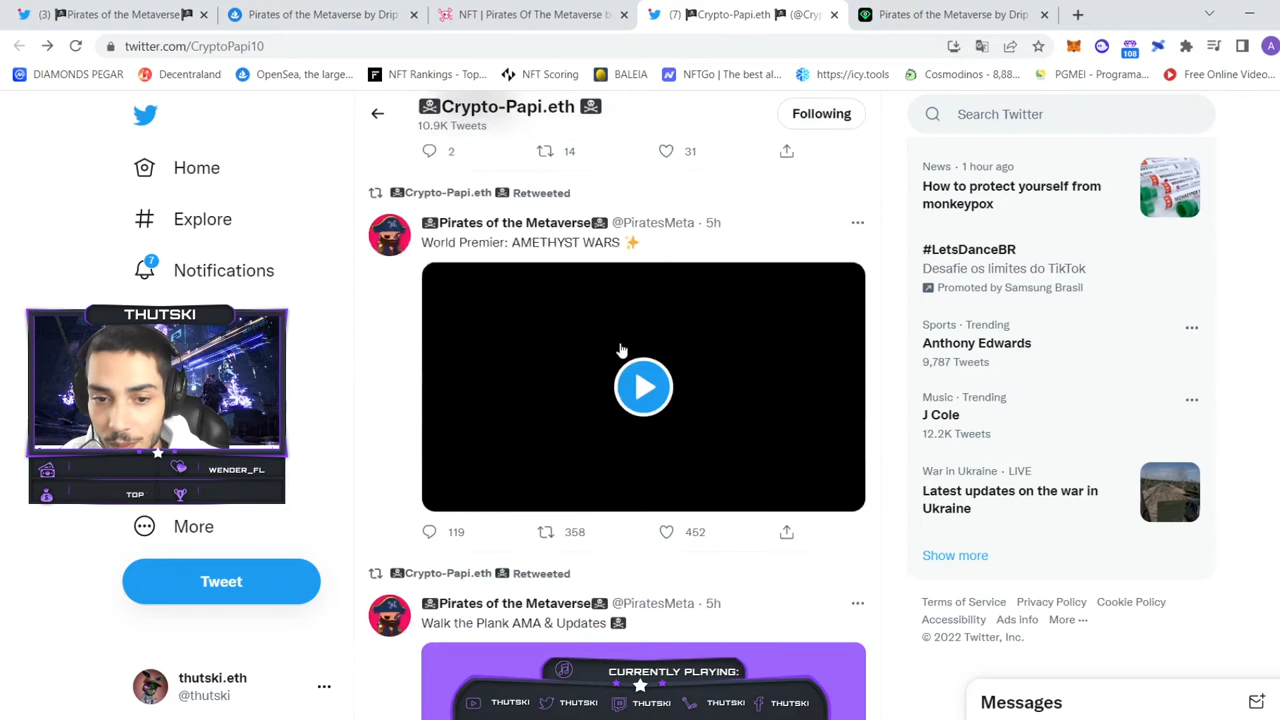 (3) 🏴‍☠️Pirates of the Metaverse🏴‍☠️
Pirates of the Metaverse by Drip
NFT | Pirates Of The Metaverse b
(7) 🏴‍☠️Crypto-Papi.eth 🏴‍☠️ (@Cryp
Pirates of the Metaverse by Drip
twitter.com/CryptoPapi10
108
A
DIAMONDS PEGAR
Decentraland
OpenSea, the large...
NFT Rankings - Top...
NFT Scoring
BALEIA
NFTGo | The best al...
https://icy.tools
Cosmodinos - 8,88...
PGMEI - Programa...
Free Online Video...
🏴‍☠️Crypto-Papi.eth 🏴‍☠️
10.9K Tweets
Following
Search Twitter
2
14
31
Home
Explore
7
Notifications
More
Tweet
thutski.eth
@thutski
THUTSKI
WENDER_FL
TOP
🏴‍☠️Crypto-Papi.eth 🏴‍☠️ Retweeted
🏴‍☠️Pirates of the Metaverse🏴‍☠️ @PiratesMeta · 5h
World Premier: AMETHYST WARS ✨
119
358
452
🏴‍☠️Crypto-Papi.eth 🏴‍☠️ Retweeted
🏴‍☠️Pirates of the Metaverse🏴‍☠️ @PiratesMeta · 5h
Walk the Plank AMA & Updates 🏴‍☠️
CURRENTLY PLAYING:
THUTSKI THUTSKI THUTSKI THUTSKI THUTSKI
News · 1 hour ago
How to protect yourself from
monkeypox
#LetsDanceBR
Desafie os limites do TikTok
Promoted by Samsung Brasil
Sports · Trending
Anthony Edwards
9,787 Tweets
Music · Trending
J Cole
12.2K Tweets
War in Ukraine · LIVE
Latest updates on the war in
Ukraine
Show more
Terms of Service Privacy Policy Cookie Policy
Accessibility Ads info More ···
© 2022 Twitter, Inc.
Messages